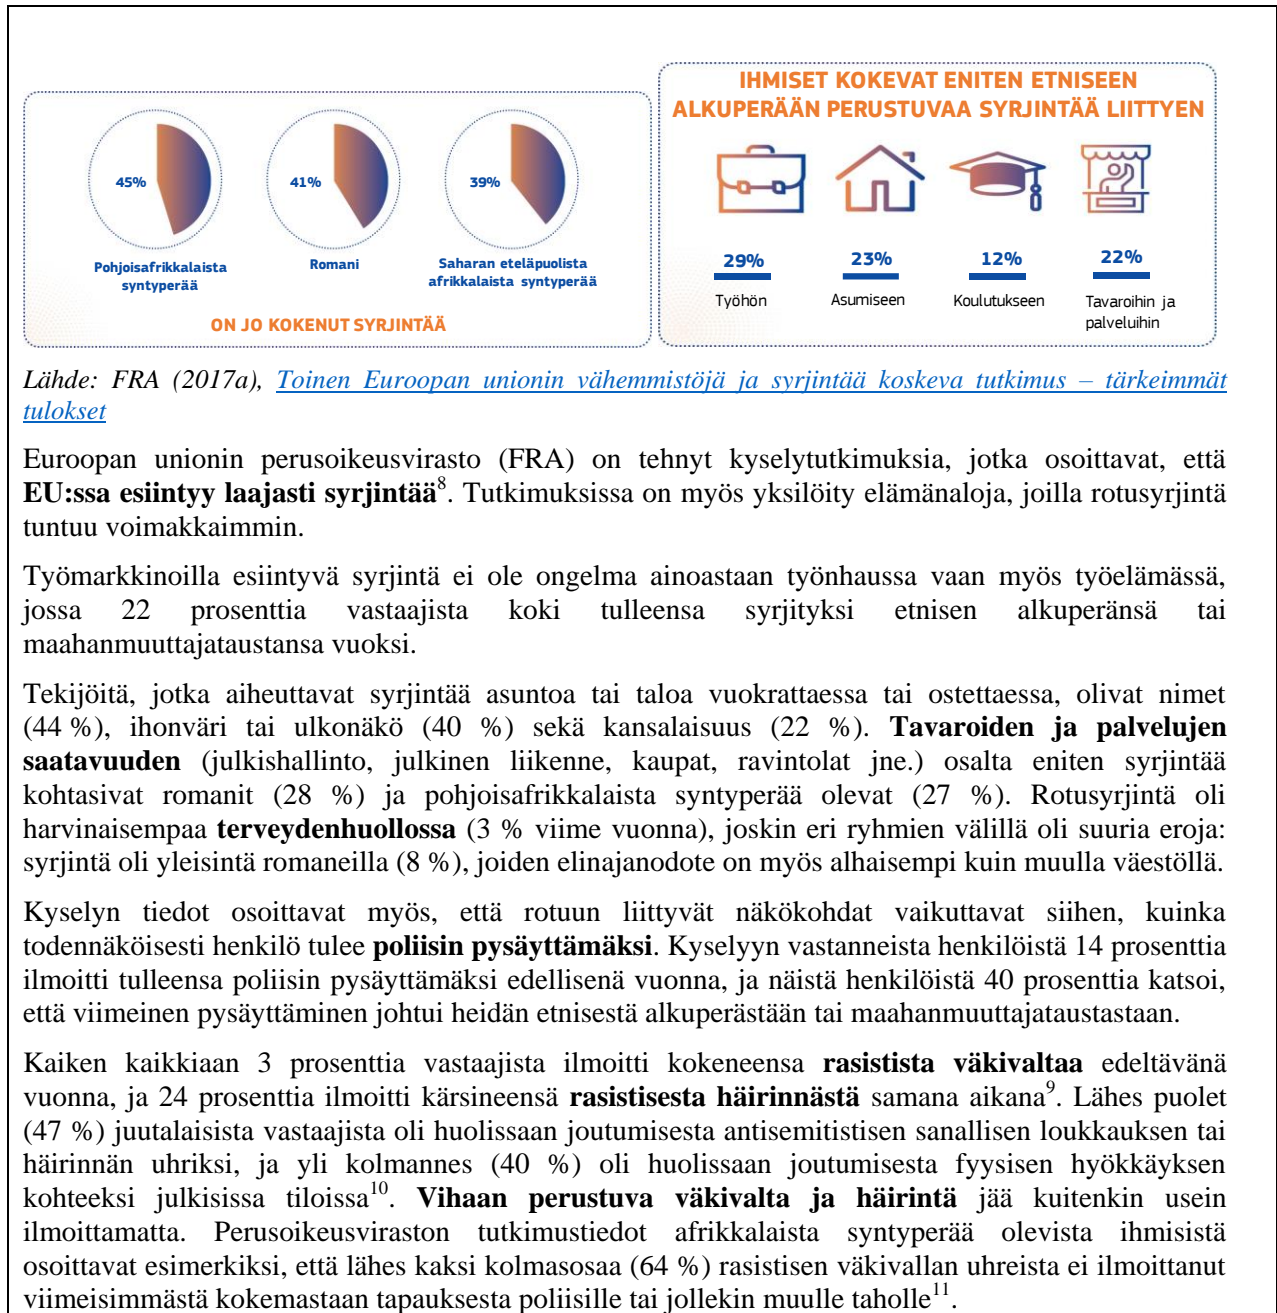 45%
41%
39%
Pohjoisafrikkalaista
syntyperää
Romani
Saharan eteläpuolista
afrikkalaista syntyperää
ON JO KOKENUT SYRJINTÄÄ
IHMISET KOKEVAT ENITEN ETNISEEN
ALKUPERÄÄN PERUSTUVAA SYRJINTÄÄ LIITTYEN
29%
23%
12%
22%
Työhön
Asumiseen
Koulutukseen
Tavaroihin ja
palveluihin
Lähde: FRA (2017a), Toinen Euroopan unionin vähemmistöjä ja syrjintää koskeva tutkimus – tärkeimmät
tulokset
Euroopan unionin perusoikeusvirasto (FRA) on tehnyt kyselytutkimuksia, jotka osoittavat, että
EU:ssa esiintyy laajasti syrjintää⁸. Tutkimuksissa on myös yksilöity elämänaloja, joilla rotusyrjintä
tuntuu voimakkaimmin.
Työmarkkinoilla esiintyvä syrjintä ei ole ongelma ainoastaan työnhaussa vaan myös työelämässä,
jossa 22 prosenttia vastaajista koki tulleensa syrjityksi etnisen alkuperänsä tai
maahanmuuttajataustansa vuoksi.
Tekijöitä, jotka aiheuttavat syrjintää asuntoa tai taloa vuokrattaessa tai ostettaessa, olivat nimet
(44 %), ihonväri tai ulkonäkö (40 %) sekä kansalaisuus (22 %). Tavaroiden ja palvelujen
saatavuuden (julkishallinto, julkinen liikenne, kaupat, ravintolat jne.) osalta eniten syrjintää
kohtasivat romanit (28 %) ja pohjoisafrikkalaista syntyperää olevat (27 %). Rotusyrjintä oli
harvinaisempaa terveydenhuollossa (3 % viime vuonna), joskin eri ryhmien välillä oli suuria eroja:
syrjintä oli yleisintä romaneilla (8 %), joiden elinajanodote on myös alhaisempi kuin muulla väestöllä.
Kyselyn tiedot osoittavat myös, että rotuun liittyvät näkökohdat vaikuttavat siihen, kuinka
todennäköisesti henkilö tulee poliisin pysäyttämäksi. Kyselyyn vastanneista henkilöistä 14 prosenttia
ilmoitti tulleensa poliisin pysäyttämäksi edellisenä vuonna, ja näistä henkilöistä 40 prosenttia katsoi,
että viimeinen pysäyttäminen johtui heidän etnisestä alkuperästään tai maahanmuuttajataustastaan.
Kaiken kaikkiaan 3 prosenttia vastaajista ilmoitti kokeneensa rasistista väkivaltaa edeltävänä
vuonna, ja 24 prosenttia ilmoitti kärsineensä rasistisesta häirinnästä samana aikana⁹. Lähes puolet
(47 %) juutalaisista vastaajista oli huolissaan joutumisesta antisemitistisen sanallisen loukkauksen tai
häirinnän uhriksi, ja yli kolmannes (40 %) oli huolissaan joutumisesta fyysisen hyökkäyksen
kohteeksi julkisissa tiloissa¹⁰. Vihaan perustuva väkivalta ja häirintä jää kuitenkin usein
ilmoittamatta. Perusoikeusviraston tutkimustiedot afrikkalaista syntyperää olevista ihmisistä
osoittavat esimerkiksi, että lähes kaksi kolmasosaa (64 %) rasistisen väkivallan uhreista ei ilmoittanut
viimeisimmästä kokemastaan tapauksesta poliisille tai jollekin muulle taholle¹¹.